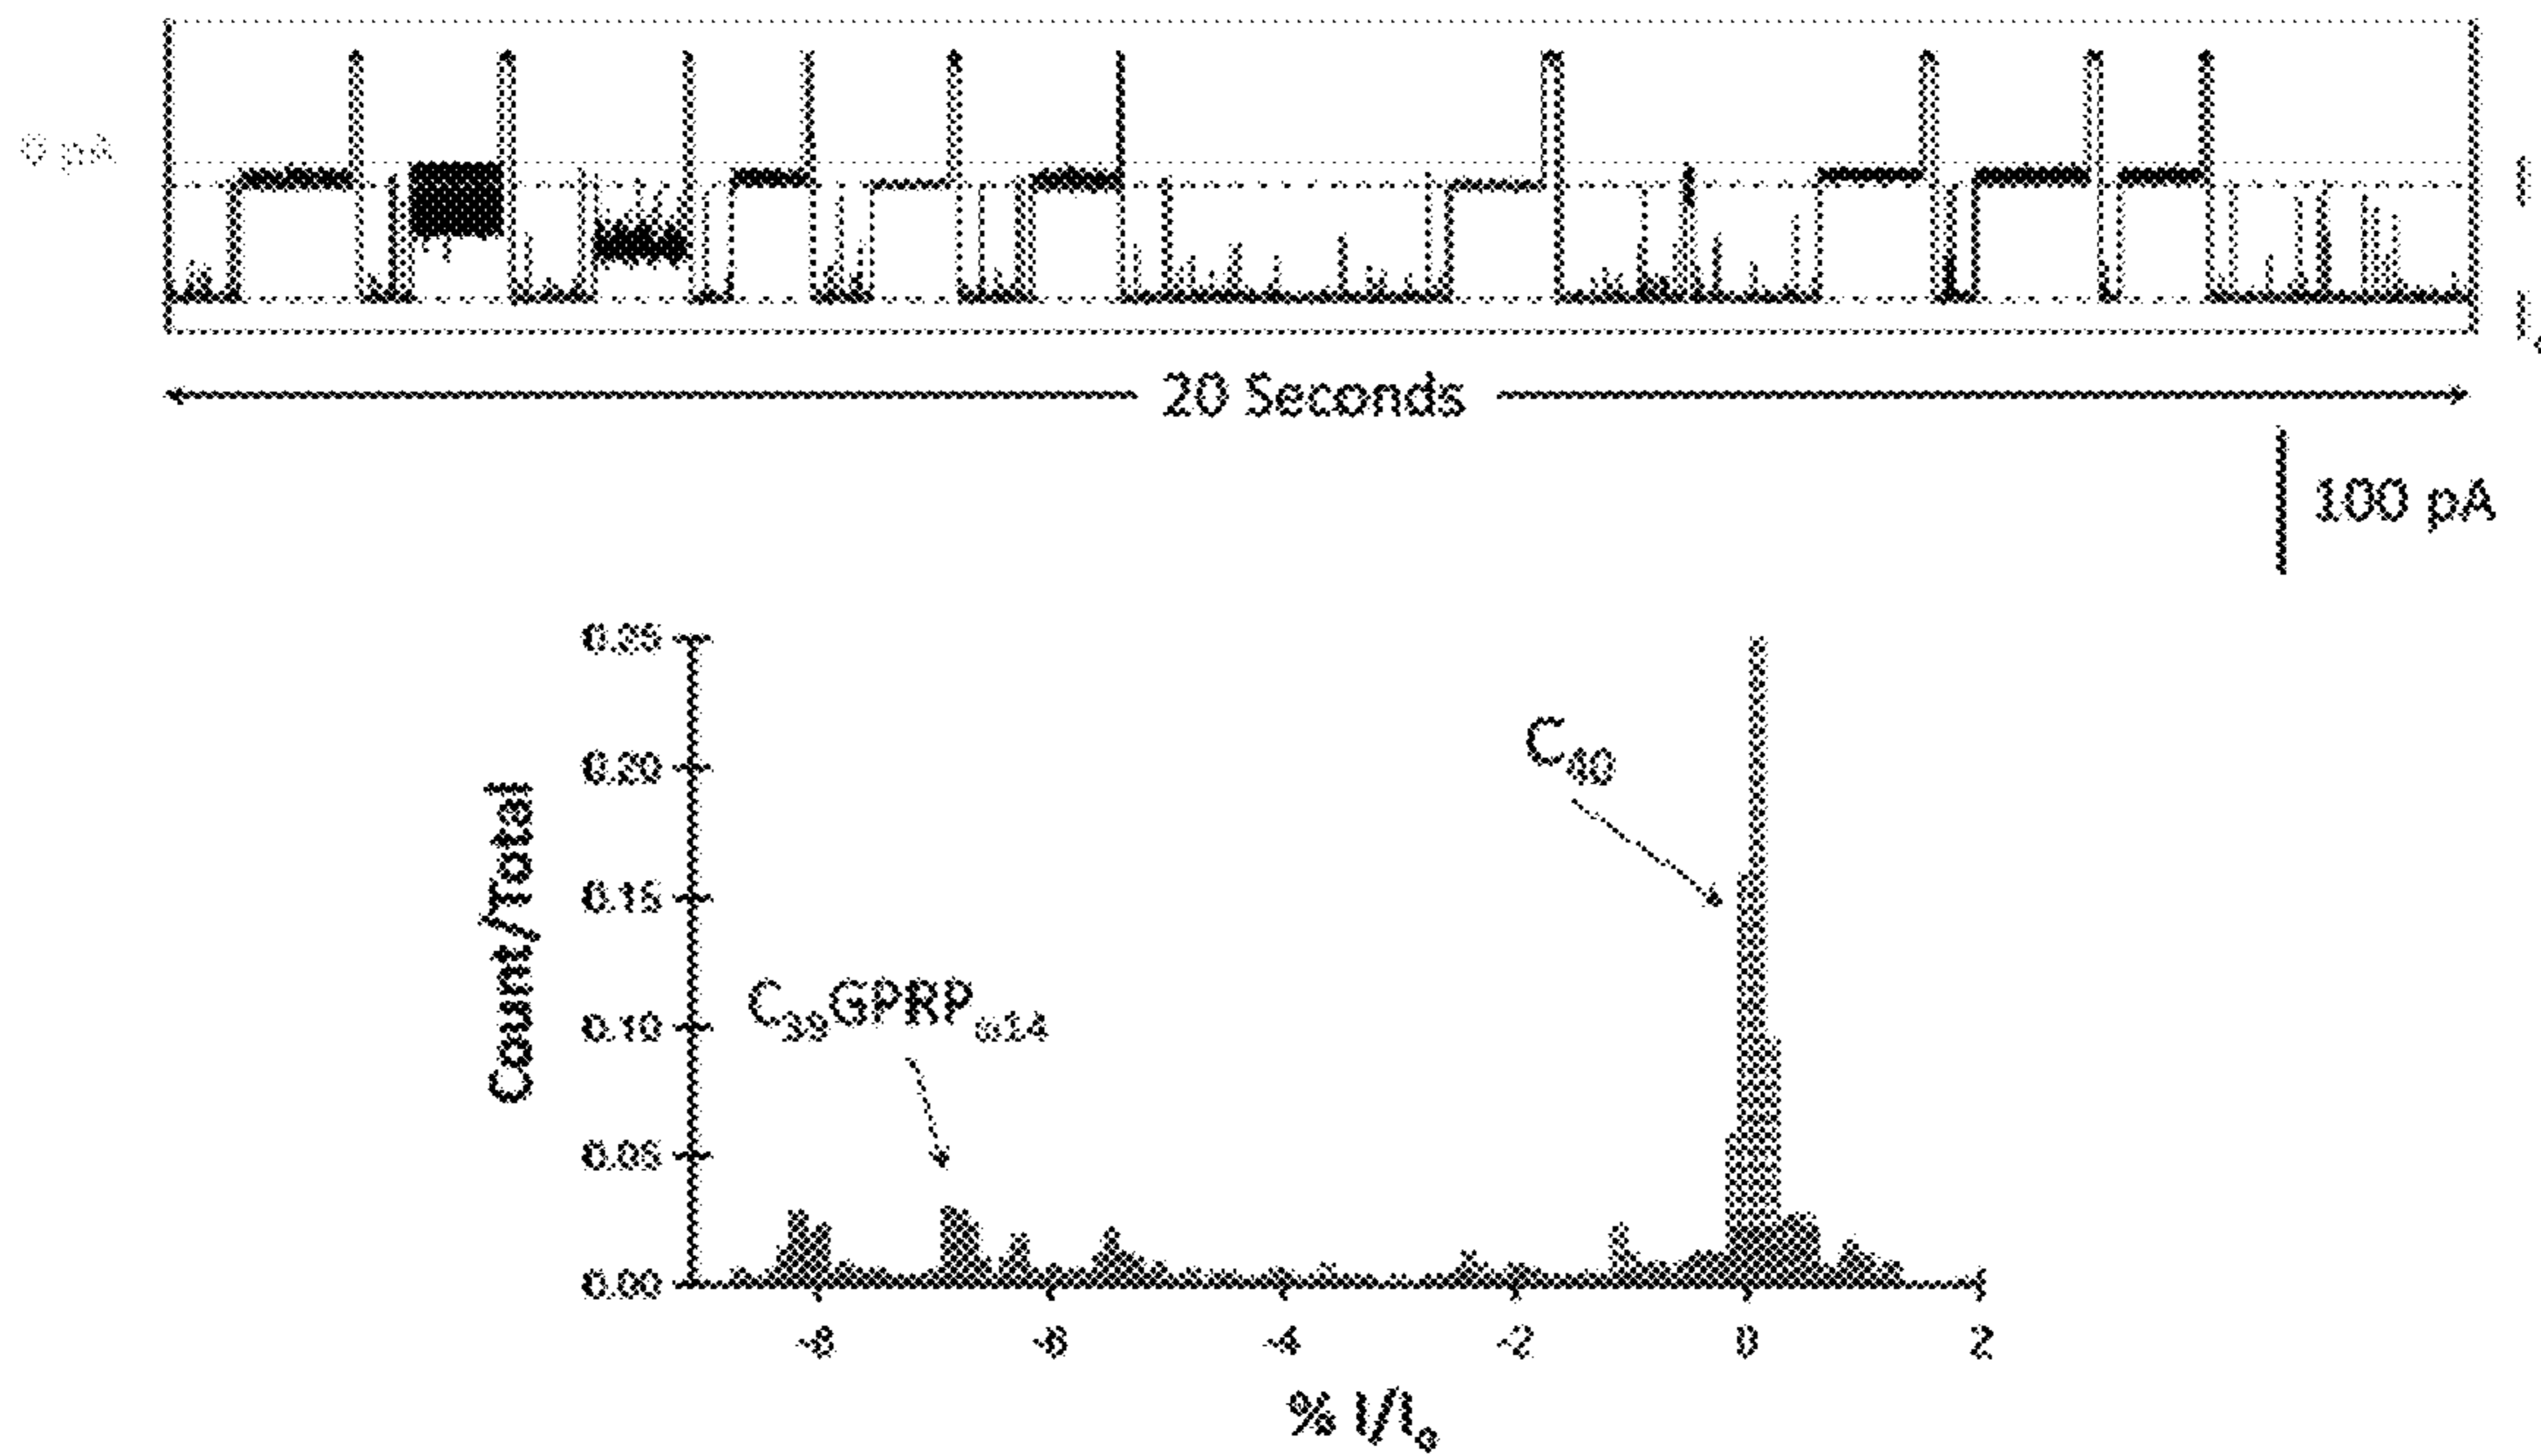 0 pA
20 Seconds
100 pA
0.25
C40
0.20
Count/Total
0.15
C39GPRPω14
0.10
0.05
0.00
-8 -6 -4 -2 0 2
% I/Io